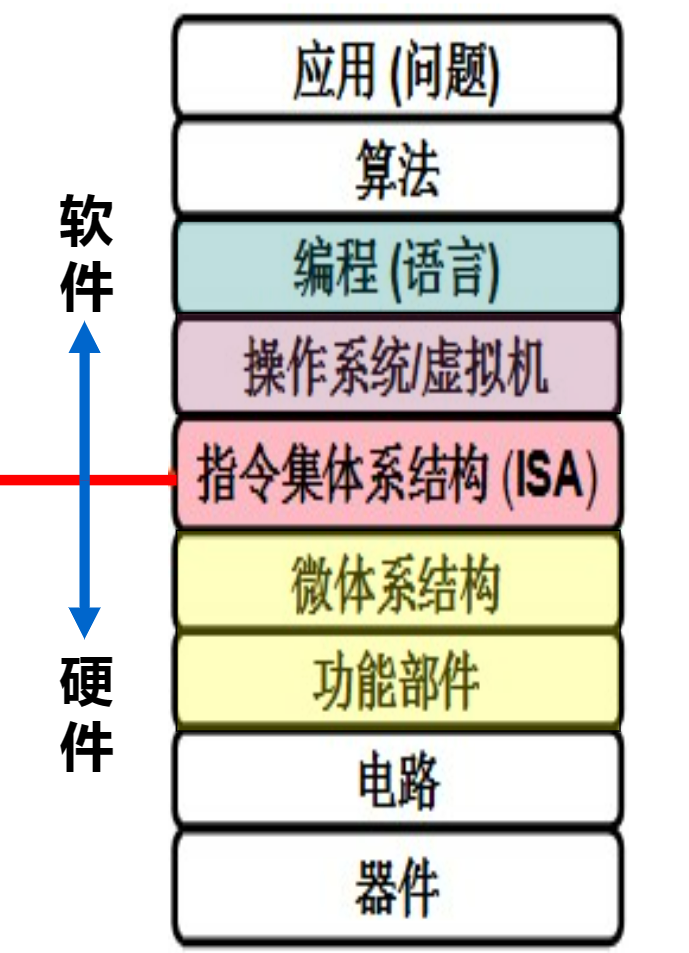 应用 (问题)
算法
软件
编程 (语言)
操作系统/虚拟机
指令集体系结构 (ISA)
微体系结构
功能部件
硬件
电路
器件